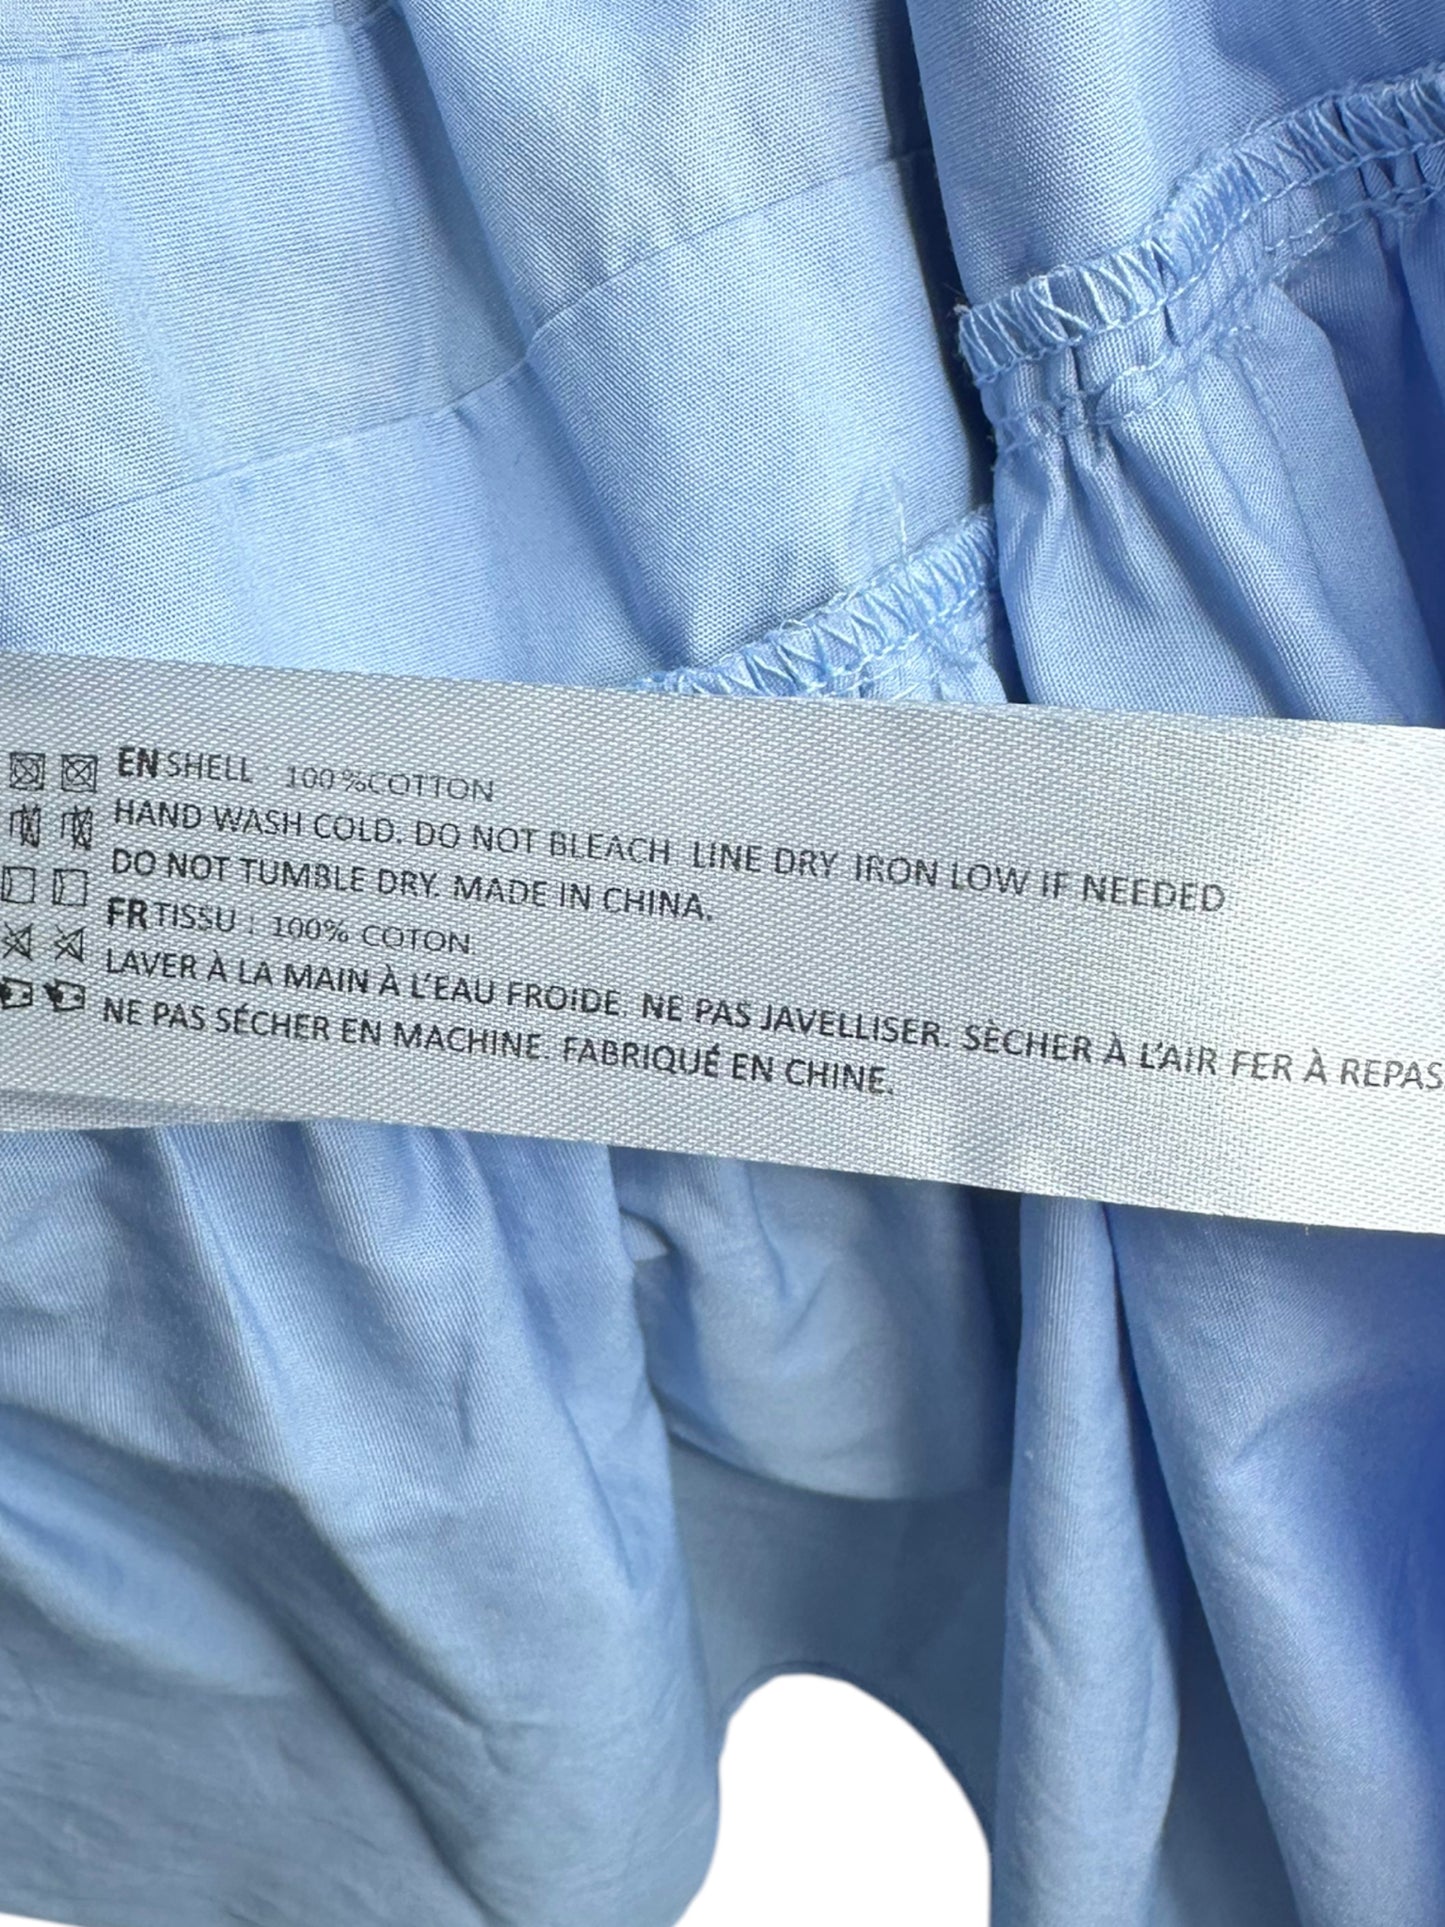 EN SHELL 100%COTTON
HAND WASH COLD. DO NOT BLEACH LINE DRY IRON LOW IF NEEDED
DO NOT TUMBLE DRY. MADE IN CHINA.
FR TISSU : 100% COTON.
LAVER À LA MAIN À L'EAU FROIDE. NE PAS JAVELLISER. SÈCHER À L'AIR FER À REPAS
NE PAS SÉCHER EN MACHINE. FABRIQUÉ EN CHINE.